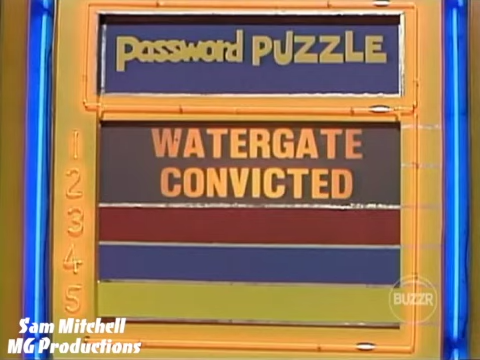 Password PUZZLE
1
WATERGATE
2
CONVICTED
3
4
5
BUZZR
Sam Mitchell
MG Productions